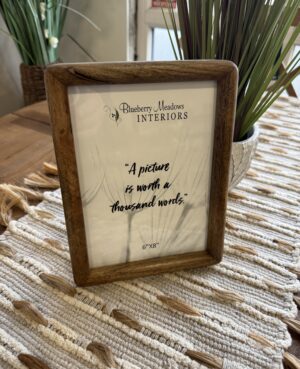 Blueberry Meadows
INTERIORS
"A picture
is worth a
thousand words."
6"X8"